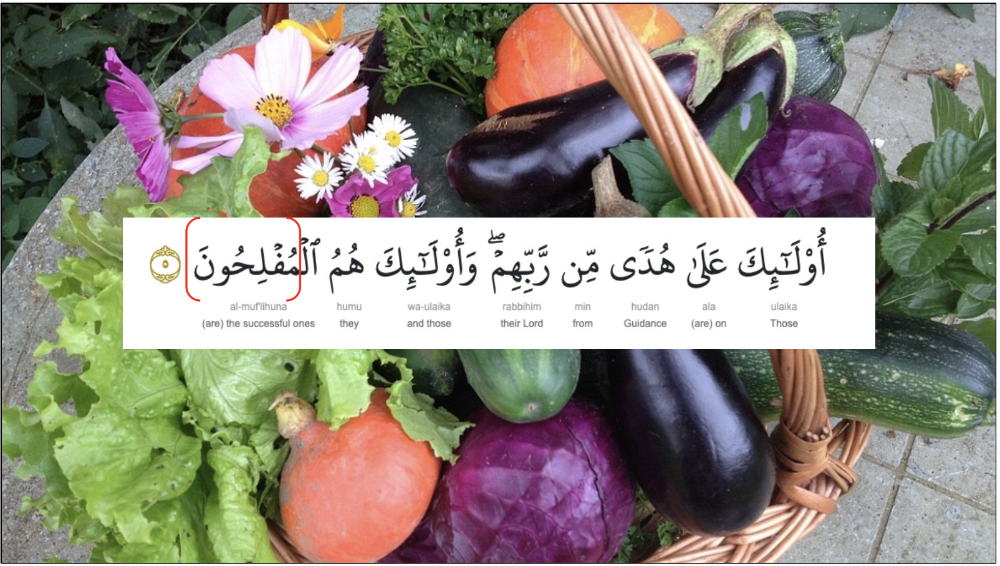 أُو۟لَـٰٓئِكَ عَلَىٰ هُدًى مِّن رَّبِّهِمْ ۖ وَأُو۟لَـٰٓئِكَ هُمُ ٱلْمُفْلِحُونَ ٥
al-muf'lihuna humu wa-ulaika rabbihim min hudan ala ulaika
(are) the successful ones they and those their Lord from Guidance (are) on Those